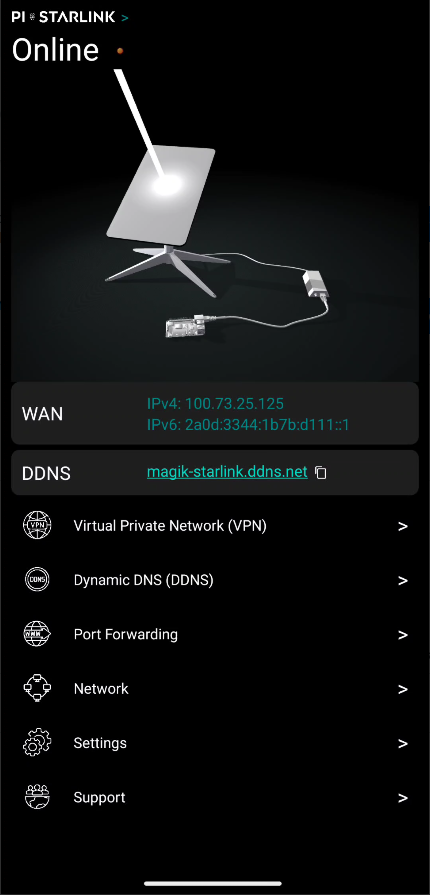 PI STARLINK >
Online
WAN
IPv4: 100.73.25.125
IPv6: 2a0d:3344:1b7b:d111::1
DDNS
magik-starlink.ddns.net
VPN
Virtual Private Network (VPN) >
DDNS
Dynamic DNS (DDNS) >
WWW
Port Forwarding >
Network >
Settings >
Support >